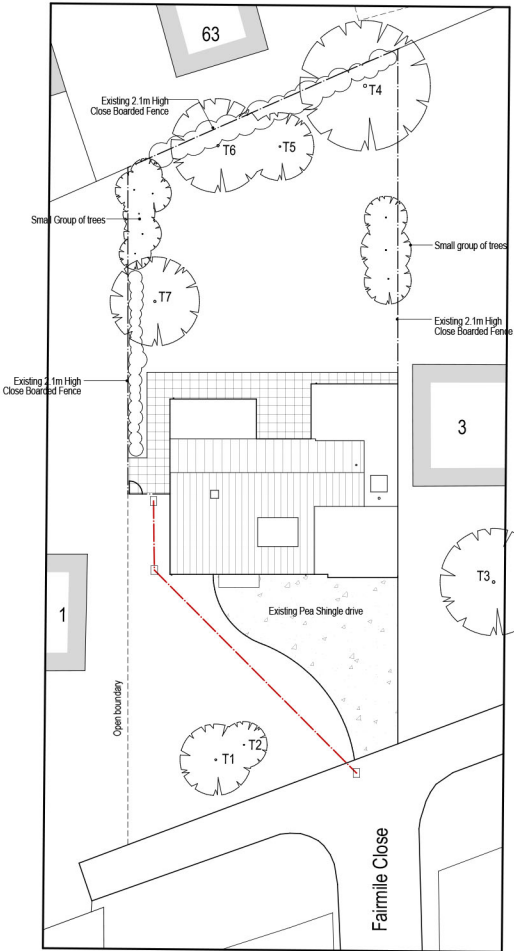 63
T4
Existing 2.1m High
Close Boarded Fence
T6
T5
Small Group of trees
Small group of trees
T7
Existing 2.1m High
Close Boarded Fence
Existing 2.1m High
Close Boarded Fence
3
T3
1
Existing Pea Shingle drive
Open boundary
T2
T1
Fairmile Close